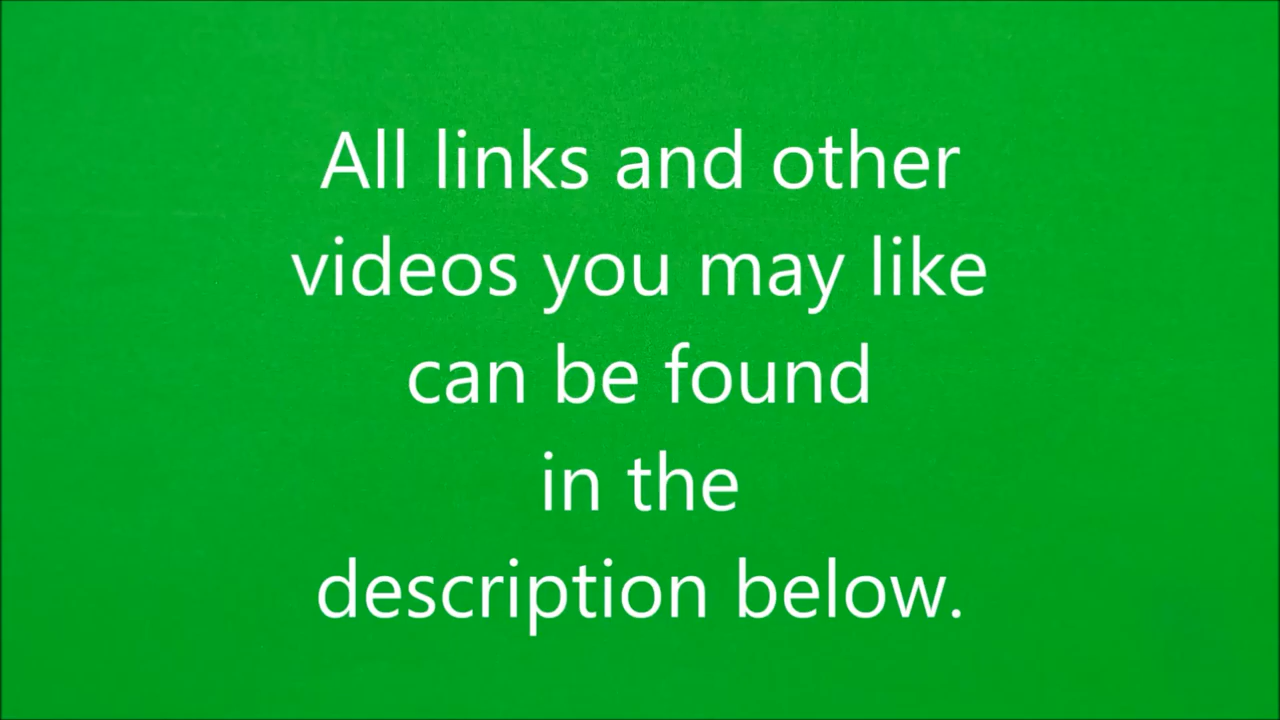 All links and other
videos you may like
can be found
in the
description below.